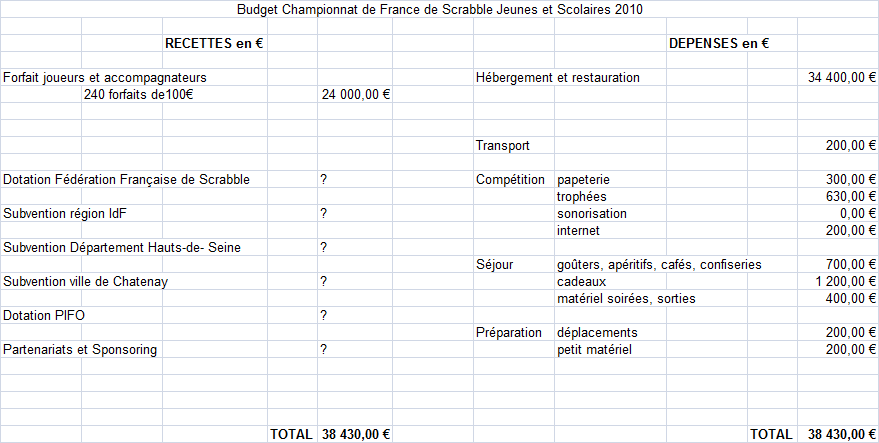 Budget Championnat de France de Scrabble Jeunes et Scolaires 2010
RECETTES en € DEPENSES en €
Forfait joueurs et accompagnateurs Hébergement et restauration 34 400,00 €
240 forfaits de100€ 24 000,00 €
Transport 200,00 €
Dotation Fédération Française de Scrabble ? Compétition papeterie 300,00 €
trophées 630,00 €
Subvention région IdF ? sonorisation 0,00 €
internet 200,00 €
Subvention Département Hauts-de- Seine ?
Séjour goûters, apéritifs, cafés, confiseries 700,00 €
Subvention ville de Chatenay ? cadeaux 1 200,00 €
matériel soirées, sorties 400,00 €
Dotation PIFO ?
Préparation déplacements 200,00 €
Partenariats et Sponsoring ? petit matériel 200,00 €
TOTAL 38 430,00 € TOTAL 38 430,00 €